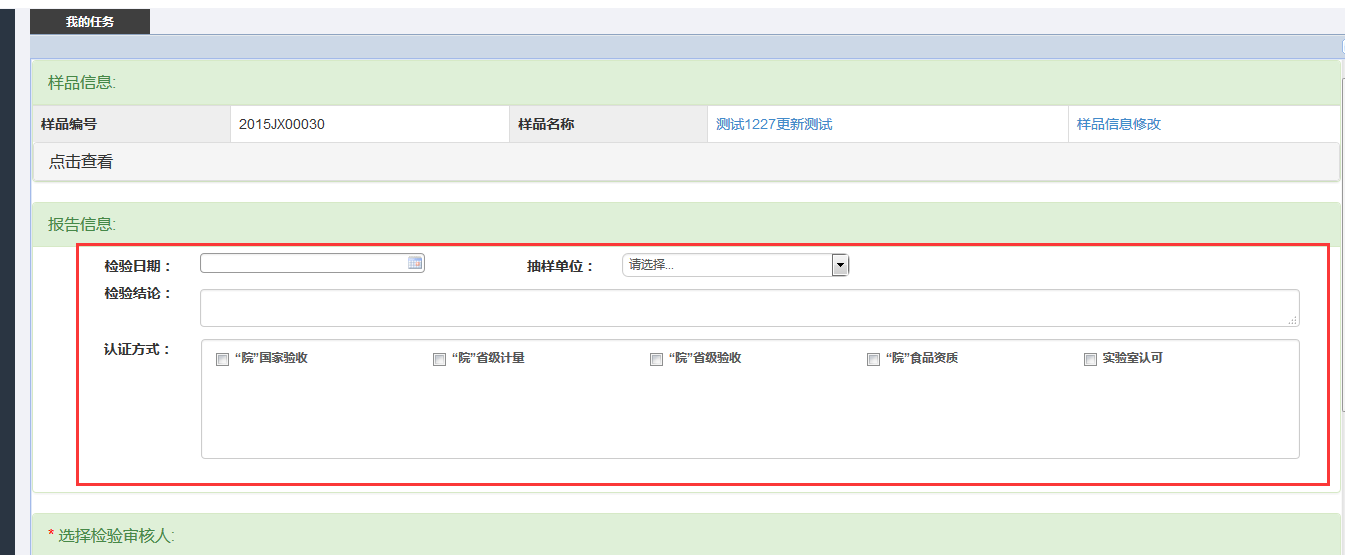 我的任务
样品信息:
样品编号 2015JX00030 样品名称 测试1227更新测试 样品信息修改
点击查看
报告信息:
检验日期： 抽样单位： 请选择...
检验结论：
认证方式： “院”国家验收 “院”省级计量 “院”省级验收 “院”食品资质 实验室认可
* 选择检验审核人: